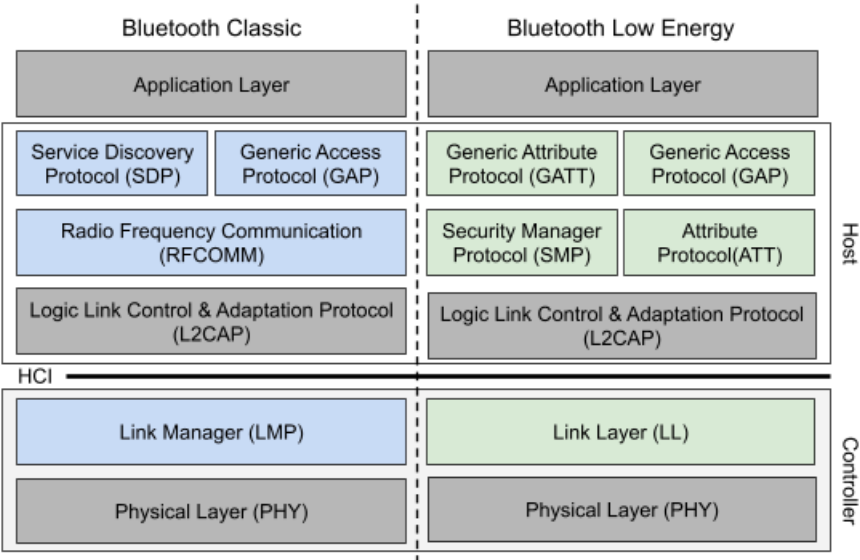 Bluetooth Classic
Bluetooth Low Energy
Application Layer
Application Layer
Service Discovery
Protocol (SDP)
Generic Access
Protocol (GAP)
Generic Attribute
Protocol (GATT)
Generic Access
Protocol (GAP)
Radio Frequency Communication
(RFCOMM)
Security Manager
Protocol (SMP)
Attribute
Protocol(ATT)
Host
Logic Link Control & Adaptation Protocol
(L2CAP)
Logic Link Control & Adaptation Protocol
(L2CAP)
HCI
Link Manager (LMP)
Link Layer (LL)
Controller
Physical Layer (PHY)
Physical Layer (PHY)